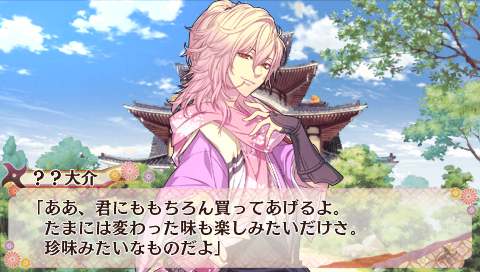 ??大介
「ああ、君にももちろん買ってあげるよ。
たまには変わった味も楽しみたいだけさ。
珍味みたいなものだよ」